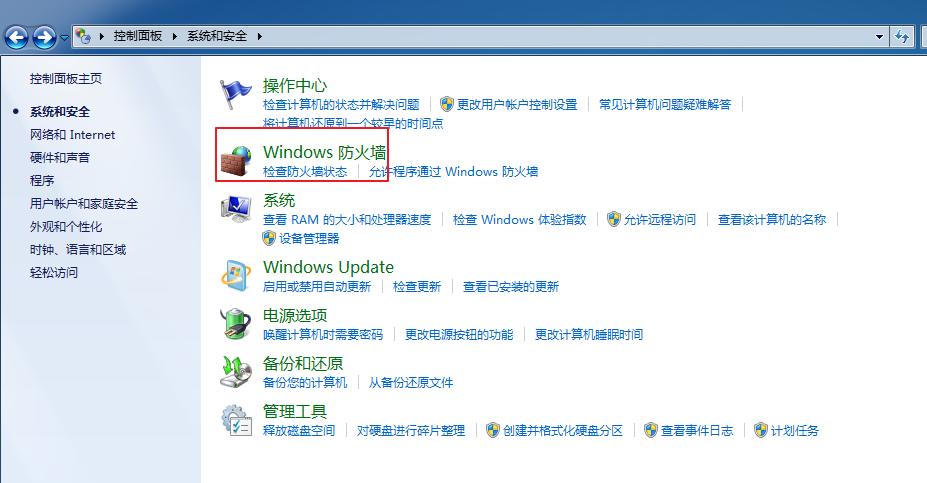 控制面板 系统和安全
控制面板主页
系统和安全
网络和 Internet
硬件和声音
程序
用户帐户和家庭安全
外观和个性化
时钟、语言和区域
轻松访问
操作中心
检查计算机的状态并解决问题 更改用户帐户控制设置 常见计算机问题疑难解答
将计算机还原到一个较早的时间点
Windows 防火墙
检查防火墙状态 允许程序通过 Windows 防火墙
系统
查看 RAM 的大小和处理器速度 检查 Windows 体验指数 允许远程访问 查看该计算机的名称
设备管理器
Windows Update
启用或禁用自动更新 检查更新 查看已安装的更新
电源选项
唤醒计算机时需要密码 更改电源按钮的功能 更改计算机睡眠时间
备份和还原
备份您的计算机 从备份还原文件
管理工具
释放磁盘空间 对硬盘进行碎片整理 创建并格式化硬盘分区 查看事件日志 计划任务